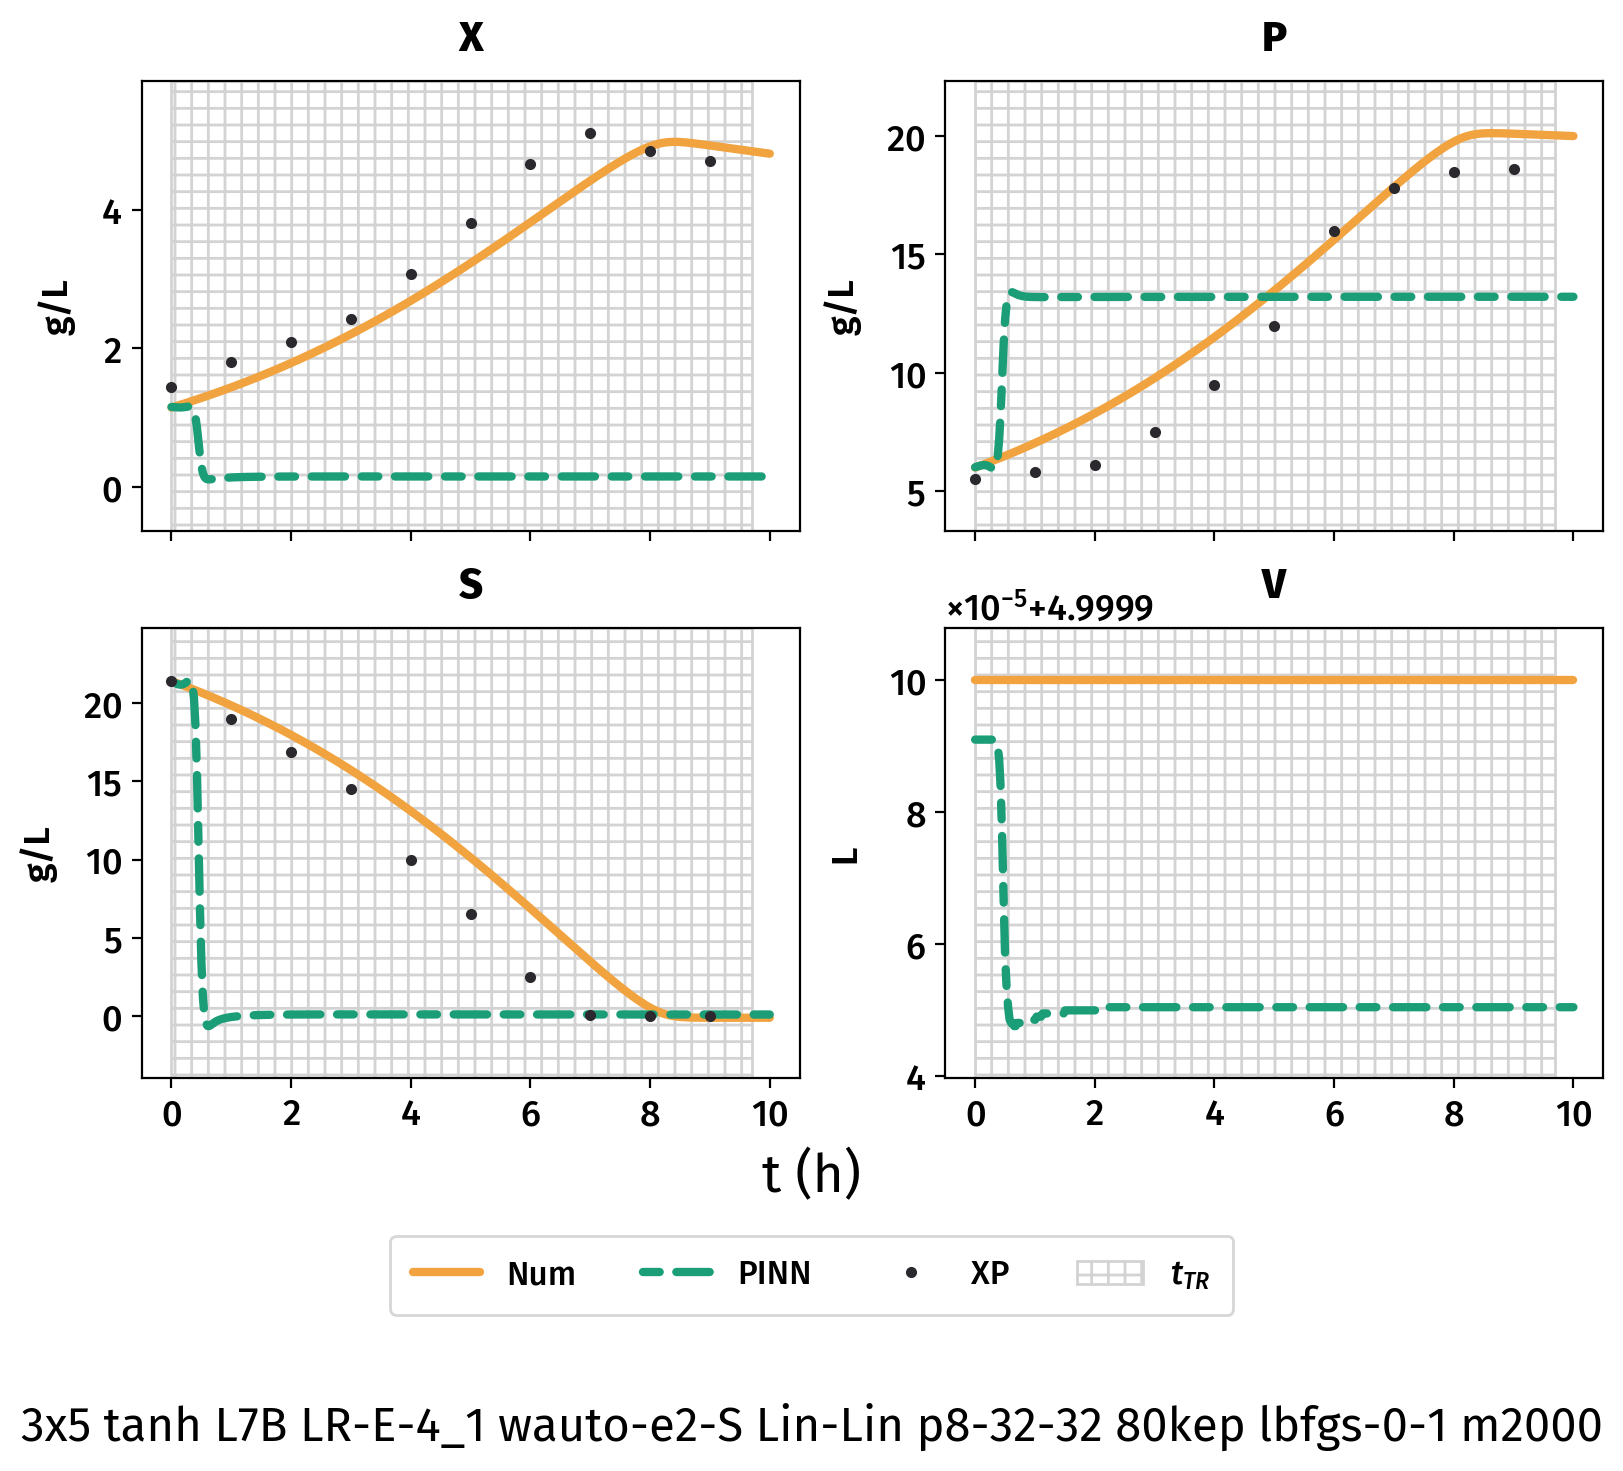 X
P
g/L
4
2
0
g/L
20
15
10
5
S
V
×10⁻⁵+4.9999
g/L
20
15
10
5
0
L
10
8
6
4
0 2 4 6 8 10
0 2 4 6 8 10
t (h)
Num PINN XP t_TR
3x5 tanh L7B LR-E-4_1 wauto-e2-S Lin-Lin p8-32-32 80kep lbfgs-0-1 m2000